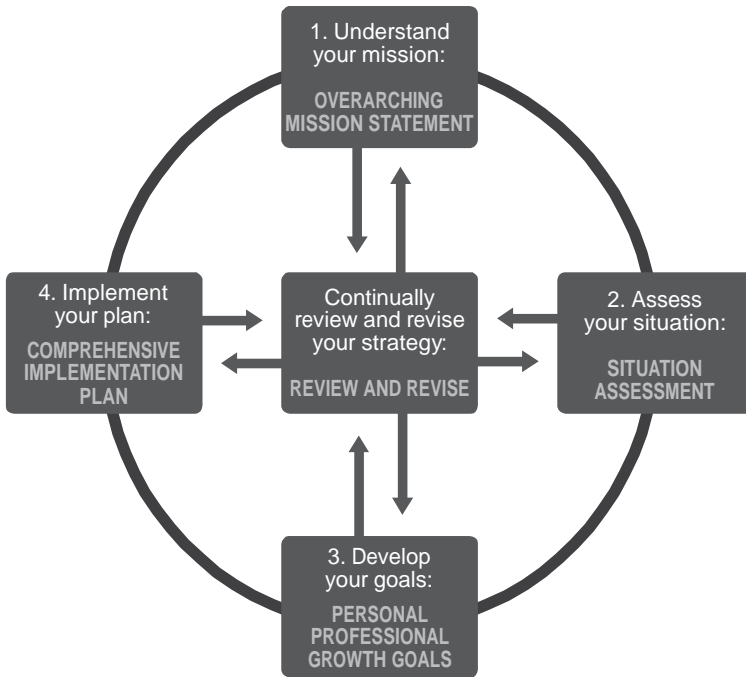 1. Understand
your mission:
OVERARCHING
MISSION STATEMENT
4. Implement
your plan:
COMPREHENSIVE
IMPLEMENTATION
PLAN
Continually
review and revise
your strategy:
REVIEW AND REVISE
2. Assess
your situation:
SITUATION
ASSESSMENT
3. Develop
your goals:
PERSONAL
PROFESSIONAL
GROWTH GOALS